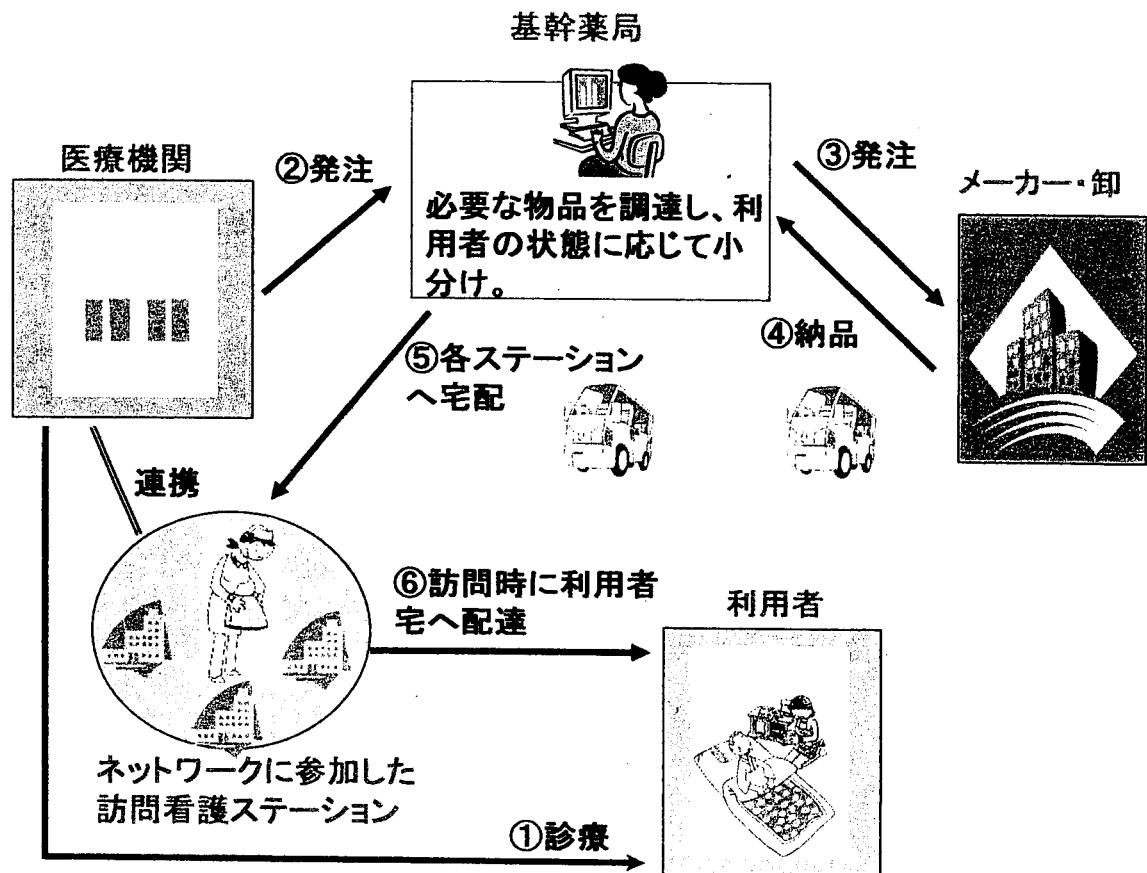 基幹薬局
医療機関
②発注
③発注
メーカー・卸
必要な物品を調達し、利
用者の状態に応じて小
分け。
④納品
⑤各ステーション
へ宅配
連携
⑥訪問時に利用者
宅へ配達
利用者
ネットワークに参加した
訪問看護ステーション
①診療